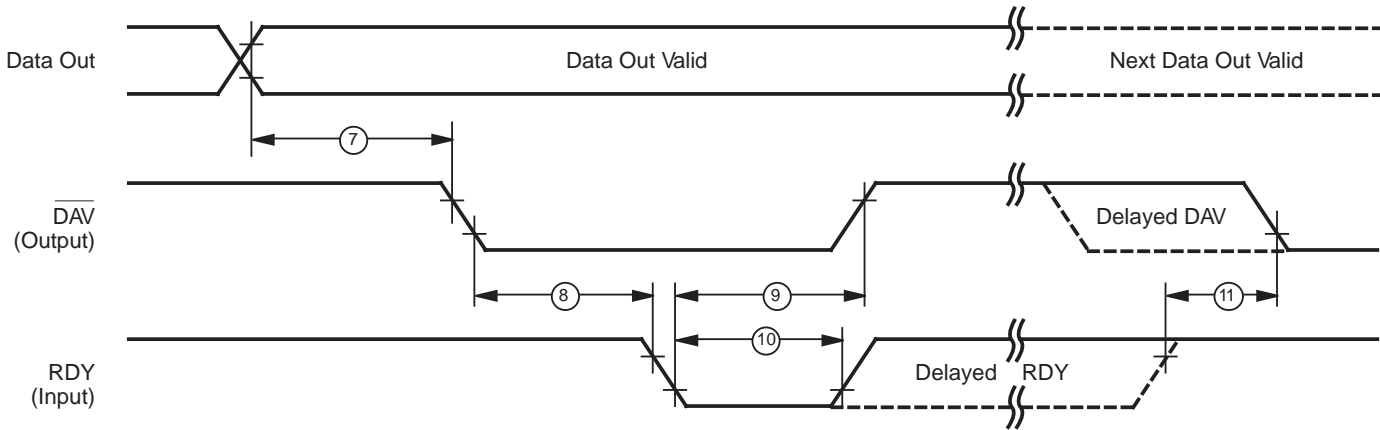 Data Out
Data Out Valid
Next Data Out Valid
7
DAV
(Output)
Delayed DAV
8
9
11
10
RDY
(Input)
Delayed RDY